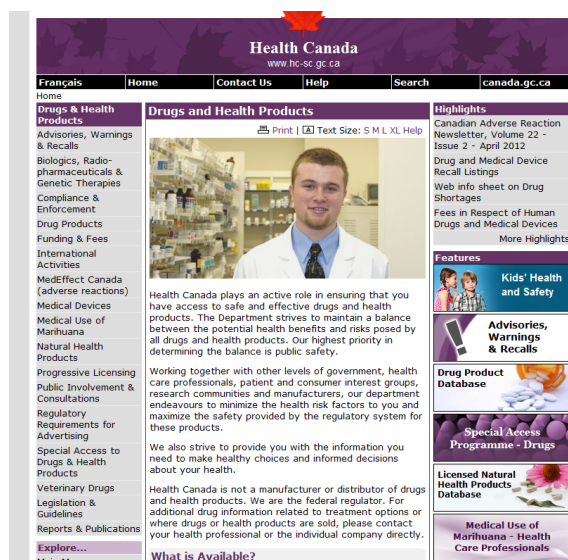 Health Canada
www.hc-sc.gc.ca
Français Home Contact Us Help Search canada.gc.ca
Home
Drugs & Health
Products
Advisories, Warnings
& Recalls
Biologics, Radio-
pharmaceuticals &
Genetic Therapies
Compliance &
Enforcement
Drug Products
Funding & Fees
International
Activities
MedEffect Canada
(adverse reactions)
Medical Devices
Medical Use of
Marihuana
Natural Health
Products
Progressive Licensing
Public Involvement &
Consultations
Regulatory
Requirements for
Advertising
Special Access to
Drugs & Health
Products
Veterinary Drugs
Legislation &
Guidelines
Reports & Publications
Explore...
Drugs and Health Products
Print | A Text Size: S M L XL Help
Health Canada plays an active role in ensuring that you
have access to safe and effective drugs and health
products. The Department strives to maintain a balance
between the potential health benefits and risks posed by
all drugs and health products. Our highest priority in
determining the balance is public safety.
Working together with other levels of government, health
care professionals, patient and consumer interest groups,
research communities and manufacturers, our department
endeavours to minimize the health risk factors to you and
maximize the safety provided by the regulatory system for
these products.
We also strive to provide you with the information you
need to make healthy choices and informed decisions
about your health.
Health Canada is not a manufacturer or distributor of drugs
and health products. We are the federal regulator. For
additional drug information related to treatment options or
where drugs or health products are sold, please contact
your health professional or the individual company directly.
What is Available?
Highlights
Canadian Adverse Reaction
Newsletter, Volume 22 -
Issue 2 - April 2012
Drug and Medical Device
Recall Listings
Web info sheet on Drug
Shortages
Fees in Respect of Human
Drugs and Medical Devices
More Highlights
Features
Kids' Health
and Safety
Advisories,
Warnings
& Recalls
Drug Product
Database
Special Access
Programme - Drugs
Licensed Natural
Health Products
Database
Medical Use of
Marihuana - Health
Care Professionals